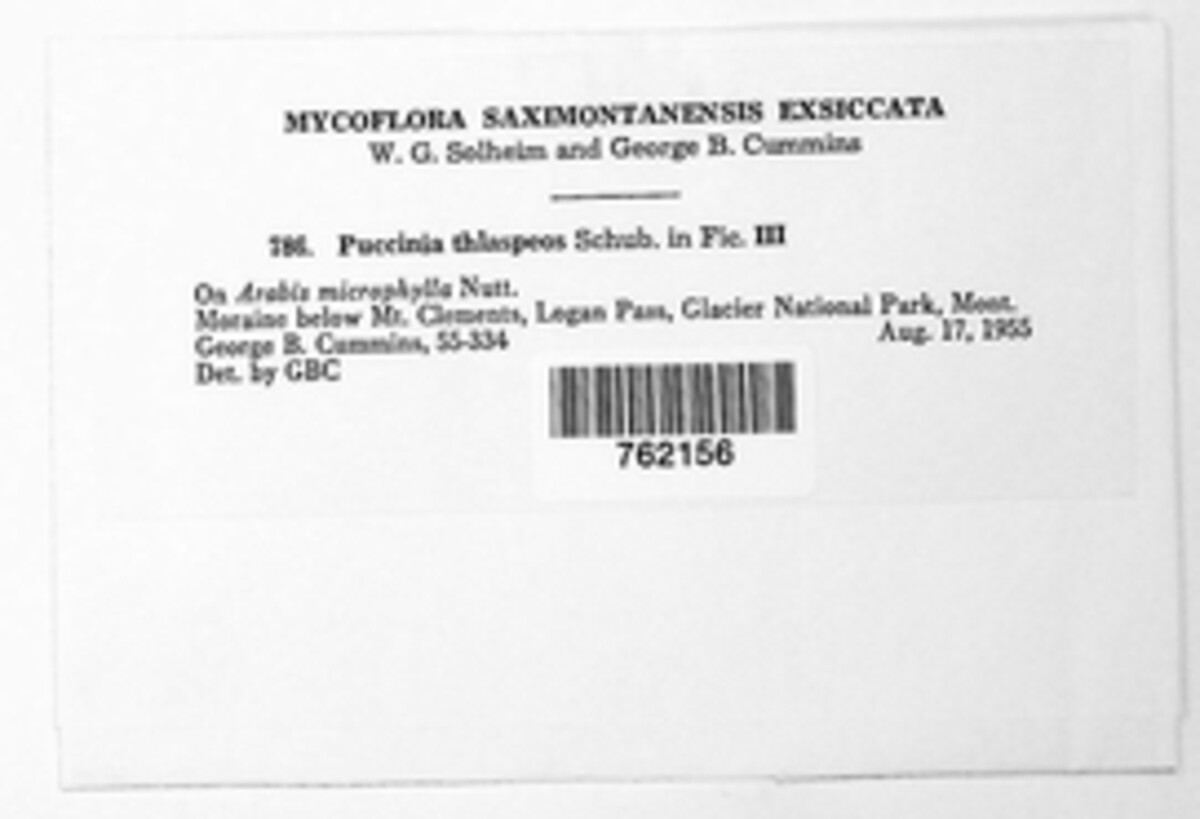 MYCOFLORA SAXIMONTANENSIS EXSICCATA
W. G. Solheim and George B. Cummins
786. Puccinia thlaspeos Schub. in Fic. III
On Arabis microphylla Nutt.
Moraine below Mt. Clements, Logan Pass, Glacier National Park, Mont.
George B. Cummins, 55-334 Aug. 17, 1955
Det. by GBC
762156